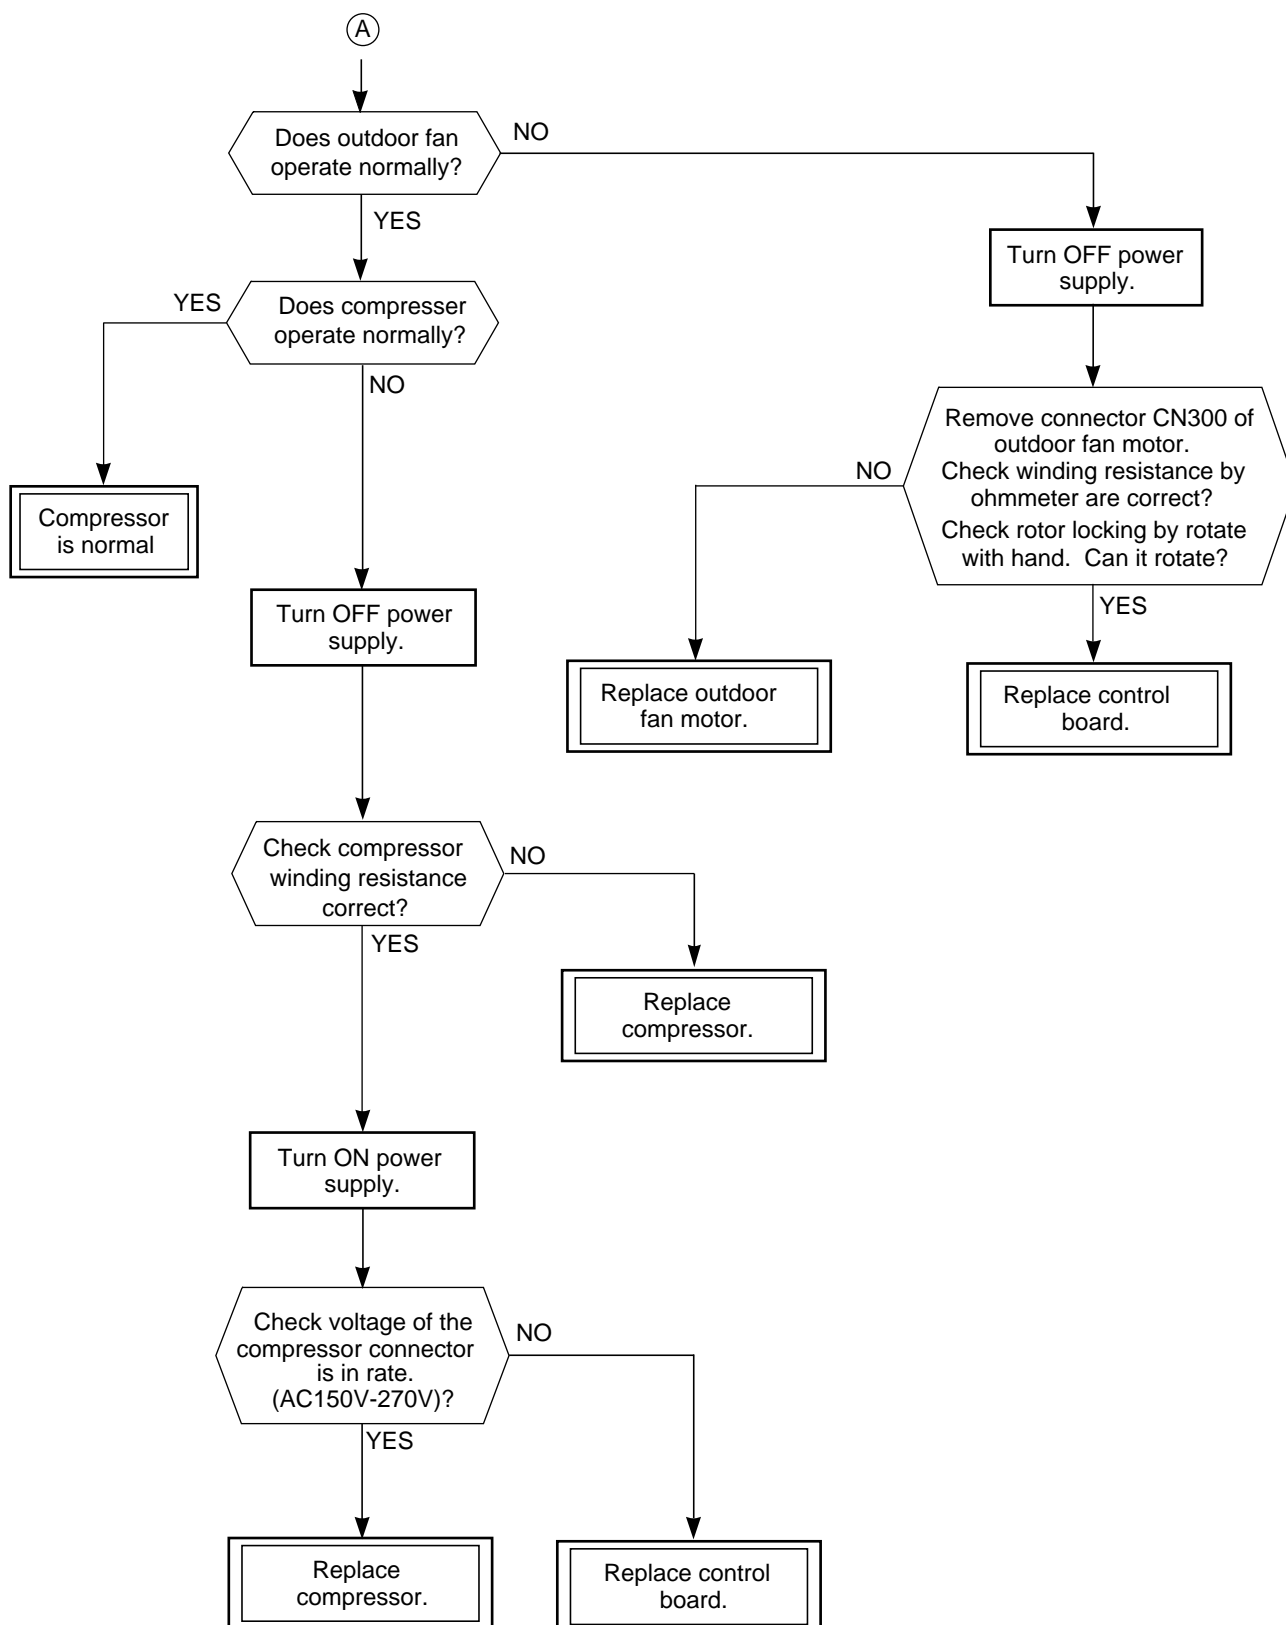 A
Does outdoor fan
operate normally?
NO
YES
Turn OFF power
supply.
YES
Does compresser
operate normally?
NO
Remove connector CN300 of
outdoor fan motor.
Check winding resistance by
ohmmeter are correct?
Check rotor locking by rotate
with hand.  Can it rotate?
NO
YES
Compressor
is normal
Turn OFF power
supply.
Replace outdoor
fan motor.
Replace control
board.
Check compressor
winding resistance
correct?
NO
YES
Replace
compressor.
Turn ON power
supply.
Check voltage of the
compressor connector
is in rate.
(AC150V-270V)?
NO
YES
Replace
compressor.
Replace control
board.